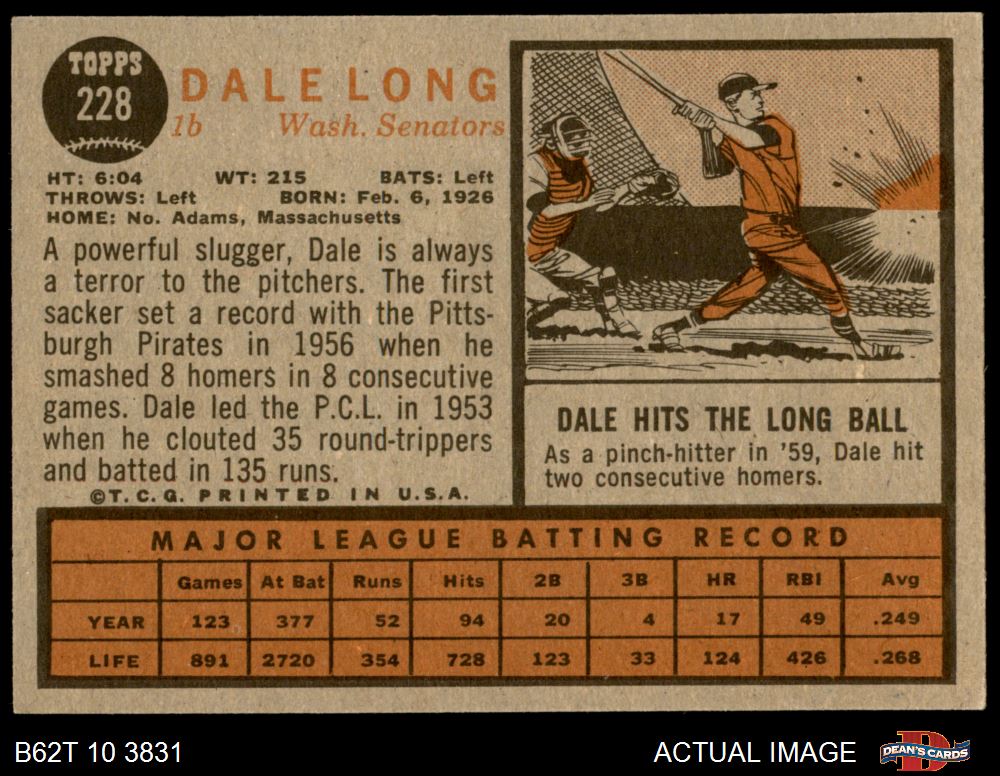 TOPPS
228
DALE LONG
1b Wash. Senators
HT: 6:04 WT: 215 BATS: Left
THROWS: Left BORN: Feb. 6, 1926
HOME: No. Adams, Massachusetts
A powerful slugger, Dale is always
a terror to the pitchers. The first
sacker set a record with the Pitts-
burgh Pirates in 1956 when he
smashed 8 homers in 8 consecutive
games. Dale led the P.C.L. in 1953
when he clouted 35 round-trippers
and batted in 135 runs.
©T.C.G. PRINTED IN U.S.A.
DALE HITS THE LONG BALL
As a pinch-hitter in '59, Dale hit
two consecutive homers.
MAJOR LEAGUE BATTING RECORD
Games At Bat Runs Hits 2B 3B HR RBI Avg
YEAR 123 377 52 94 20 4 17 49 .249
LIFE 891 2720 354 728 123 33 124 426 .268
B62T 10 3831
ACTUAL IMAGE
DEAN'S CARDS